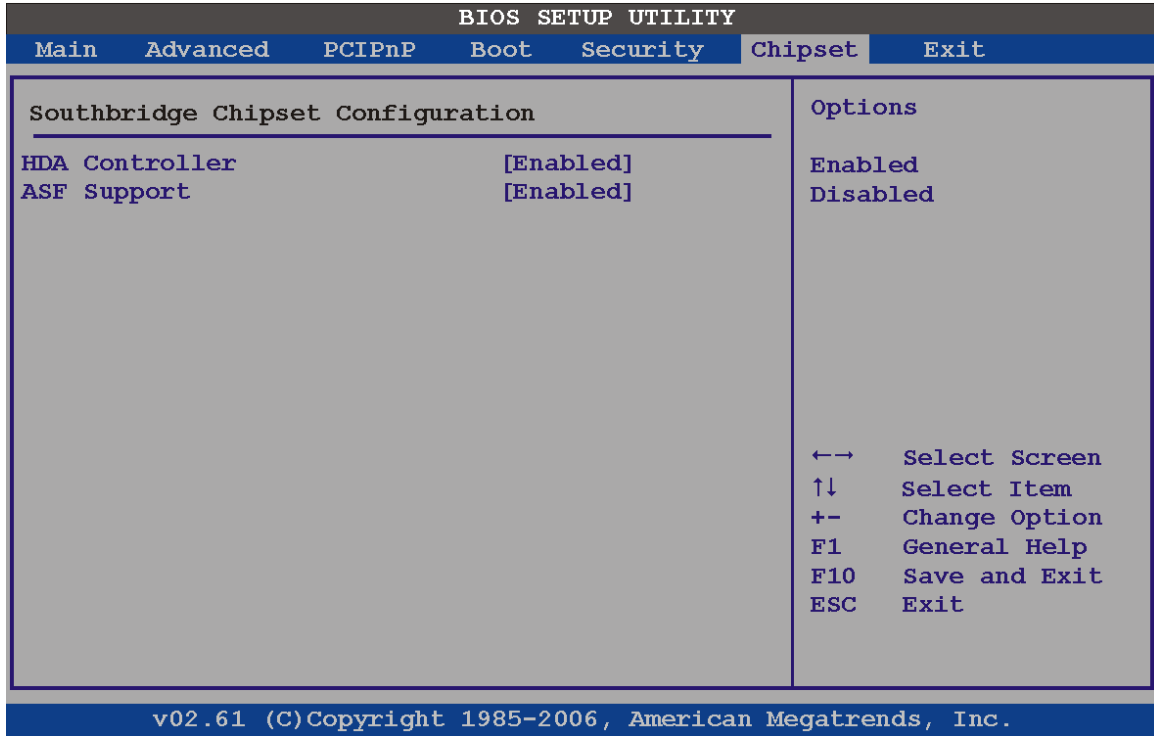 BIOS SETUP UTILITY
Main Advanced PCIPnP Boot Security Chipset Exit
Southbridge Chipset Configuration
HDA Controller [Enabled]
ASF Support [Enabled]
Options
Enabled
Disabled
←→ Select Screen
↑↓ Select Item
+- Change Option
F1 General Help
F10 Save and Exit
ESC Exit
v02.61 (C)Copyright 1985-2006, American Megatrends, Inc.